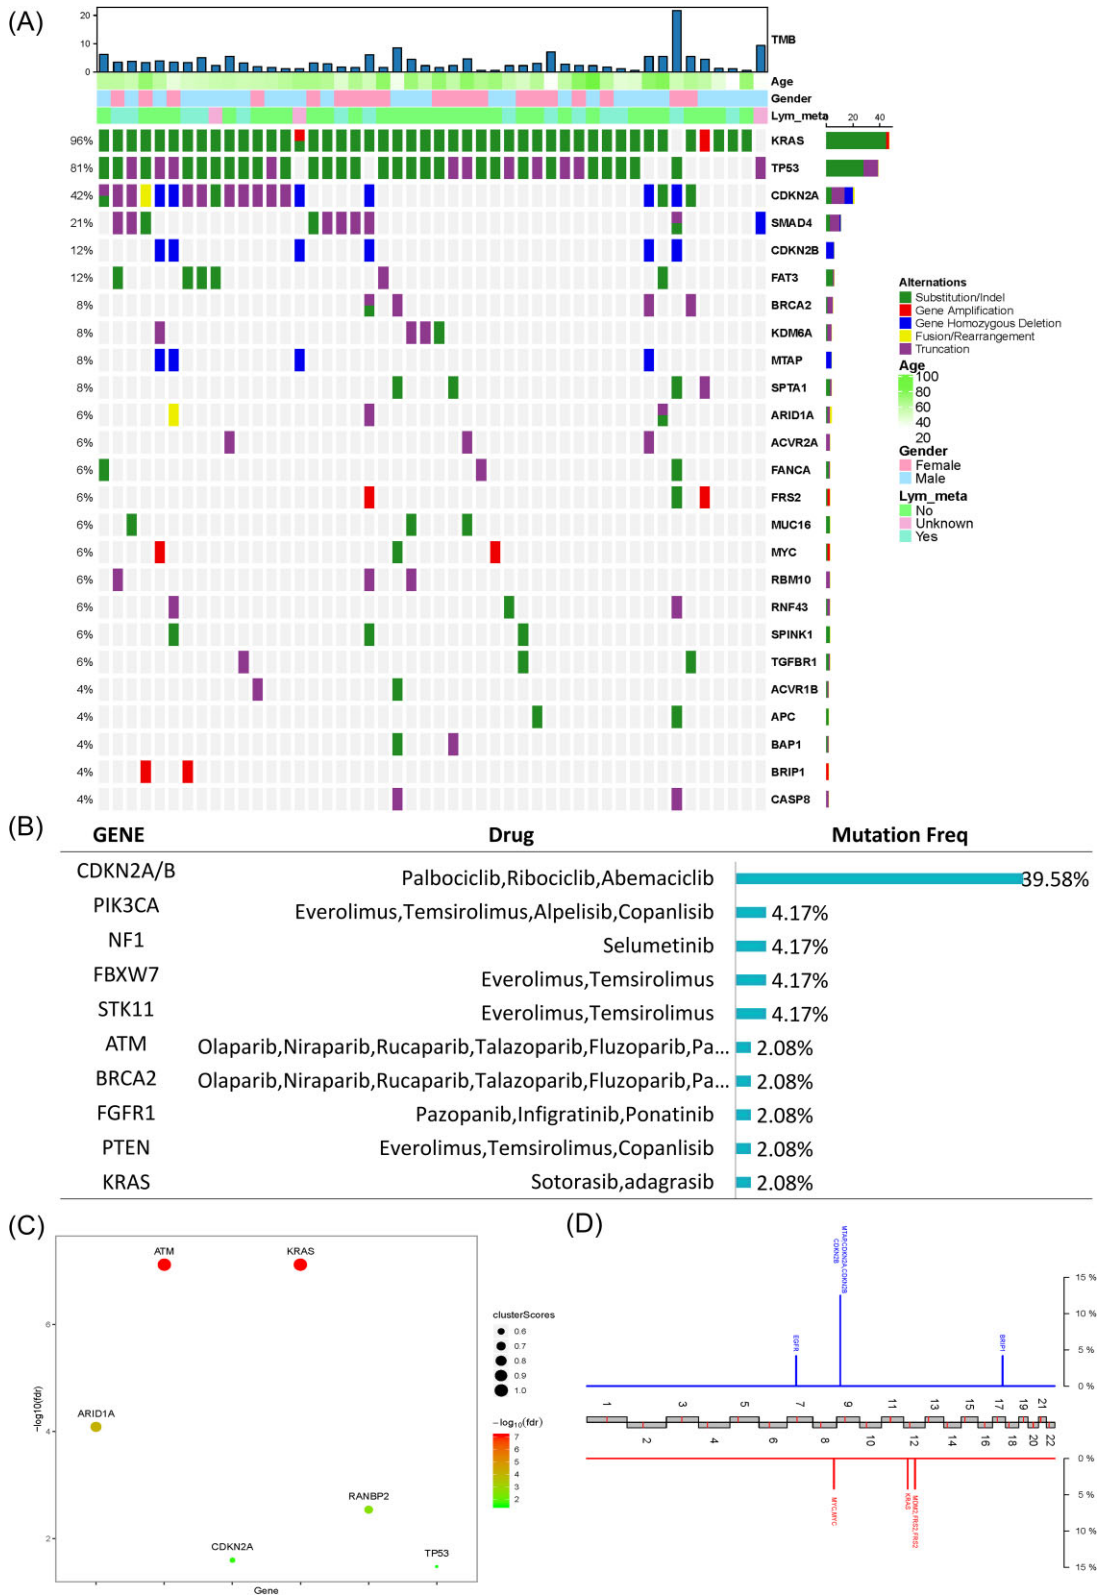 (A)
20
10
0
TMB
Age
Gender
Lym_meta
0 20 40
96% KRAS
81% TP53
42% CDKN2A
21% SMAD4
12% CDKN2B
12% FAT3
8% BRCA2
8% KDM6A
8% MTAP
8% SPTA1
6% ARID1A
6% ACVR2A
6% FANCA
6% FRS2
6% MUC16
6% MYC
6% RBM10
6% RNF43
6% SPINK1
6% TGFBR1
4% ACVR1B
4% APC
4% BAP1
4% BRIP1
4% CASP8
Alternations
Substitution/Indel
Gene Amplification
Gene Homozygous Deletion
Fusion/Rearrangement
Truncation
Age
100
80
60
40
20
Gender
Female
Male
Lym_meta
No
Unknown
Yes
(B)
GENE Drug Mutation Freq
CDKN2A/B Palbociclib,Ribociclib,Abemaciclib 39.58%
PIK3CA Everolimus,Temsirolimus,Alpelisib,Copanlisib 4.17%
NF1 Selumetinib 4.17%
FBXW7 Everolimus,Temsirolimus 4.17%
STK11 Everolimus,Temsirolimus 4.17%
ATM Olaparib,Niraparib,Rucaparib,Talazoparib,Fluzoparib,Pa... 2.08%
BRCA2 Olaparib,Niraparib,Rucaparib,Talazoparib,Fluzoparib,Pa... 2.08%
FGFR1 Pazopanib,Infigratinib,Ponatinib 2.08%
PTEN Everolimus,Temsirolimus,Copanlisib 2.08%
KRAS Sotorasib,adagrasib 2.08%
(C)
ATM
KRAS
ARID1A
RANBP2
CDKN2A
TP53
6
4
2
−log10(fdr)
Gene
clusterScores
0.6
0.7
0.8
0.9
1.0
−log10(fdr)
7
6
5
4
3
2
(D)
EGFR
CDKN2B
MTAP,CDKN2A,CDKN2B
BRIP1
15 %
10 %
5 %
0 %
1 3 5 7 9 11 13 15 17 19 21
2 4 6 8 10 12 14 16 18 20 22
0 %
5 %
10 %
15 %
MYC,MYC
KRAS
MDM2,FRS2,FRS2